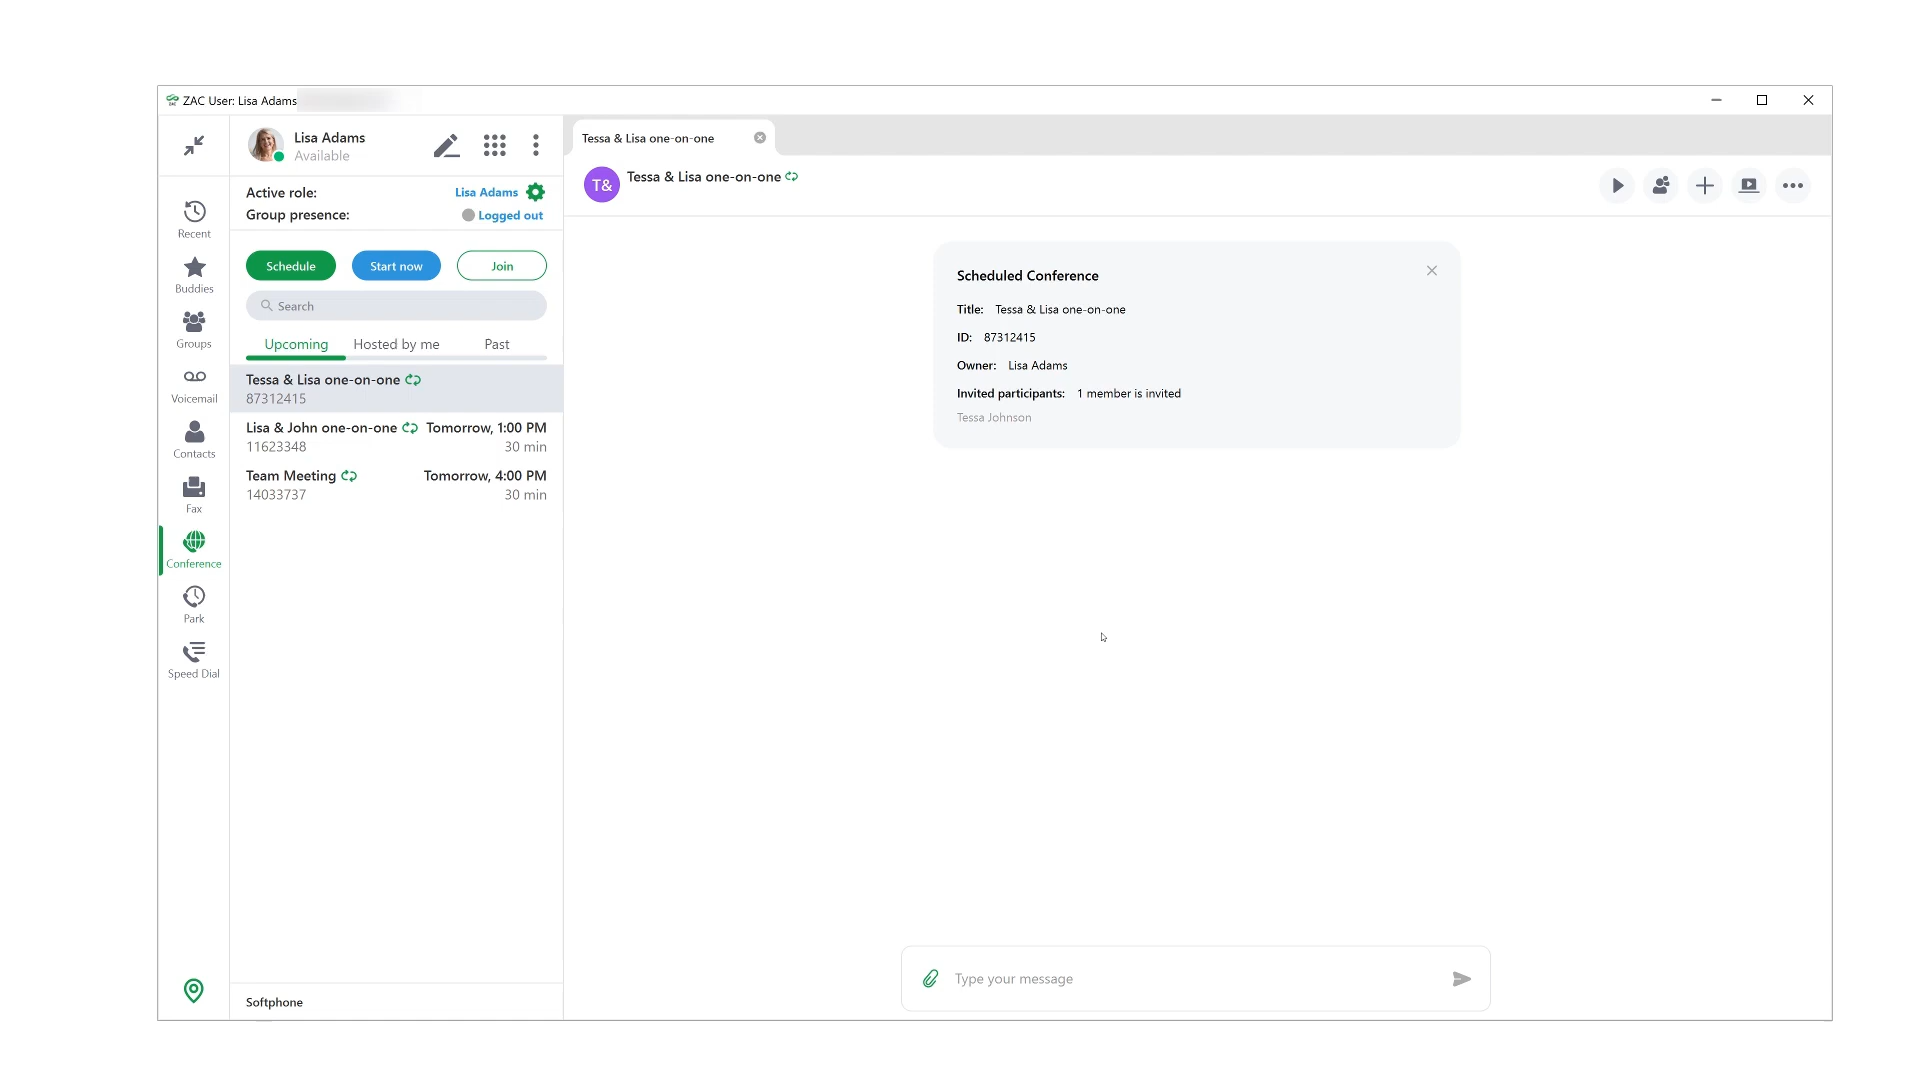 ZAC User: Lisa Adams
Lisa Adams
Available
Active role: Lisa Adams
Group presence: Logged out
Schedule Start now Join
Search
Upcoming Hosted by me Past
Tessa & Lisa one-on-one
87312415
Lisa & John one-on-one Tomorrow, 1:00 PM
11623348 30 min
Team Meeting Tomorrow, 4:00 PM
14033737 30 min
Softphone
Recent
Buddies
Groups
Voicemail
Contacts
Fax
Conference
Park
Speed Dial
Tessa & Lisa one-on-one
T& Tessa & Lisa one-on-one
Scheduled Conference
Title: Tessa & Lisa one-on-one
ID: 87312415
Owner: Lisa Adams
Invited participants: 1 member is invited
Tessa Johnson
Type your message